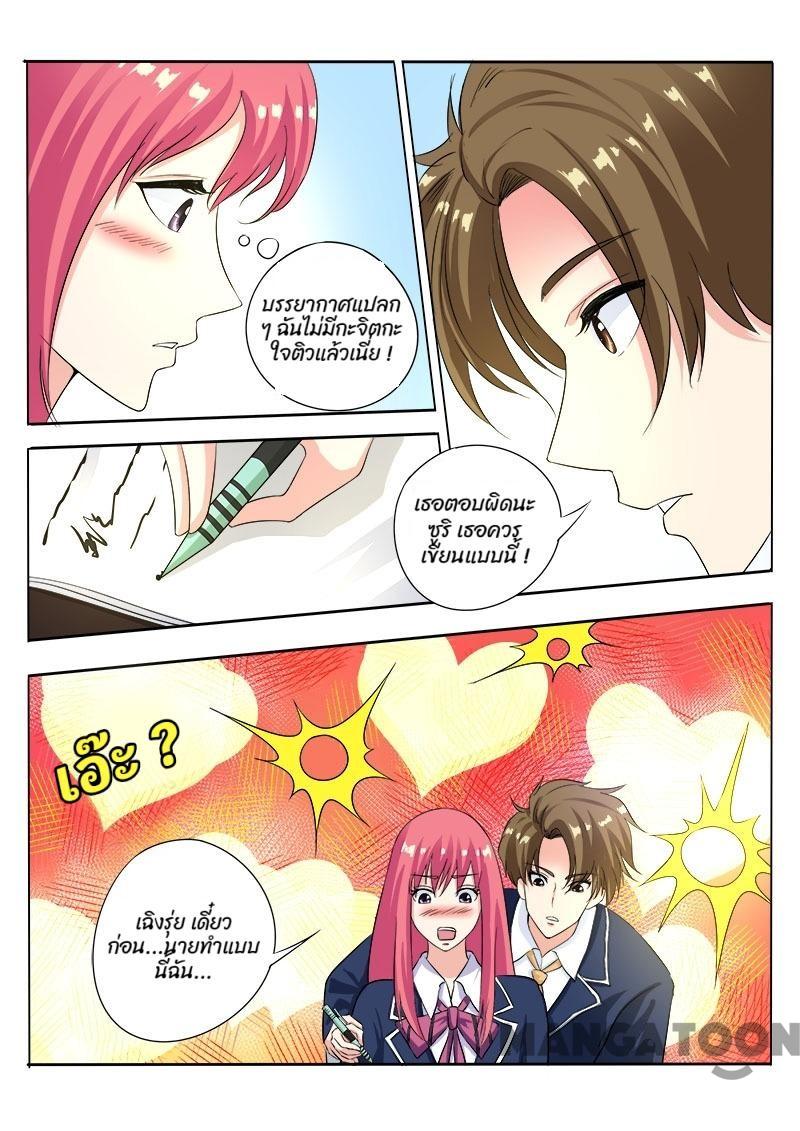 บรรยากาศแปลก
ๆ ฉันไม่มีกะจิตกะ
ใจติวแล้วเนี่ย !
เธอตอบผิดนะ
ซูริ เธอควร
เขียนแบบนี้ !
เอ๊ะ ?
เฉิงรุ่ย เดี๋ยว
ก่อน...นายทำแบบ
นี้ฉัน...
MANGATOON